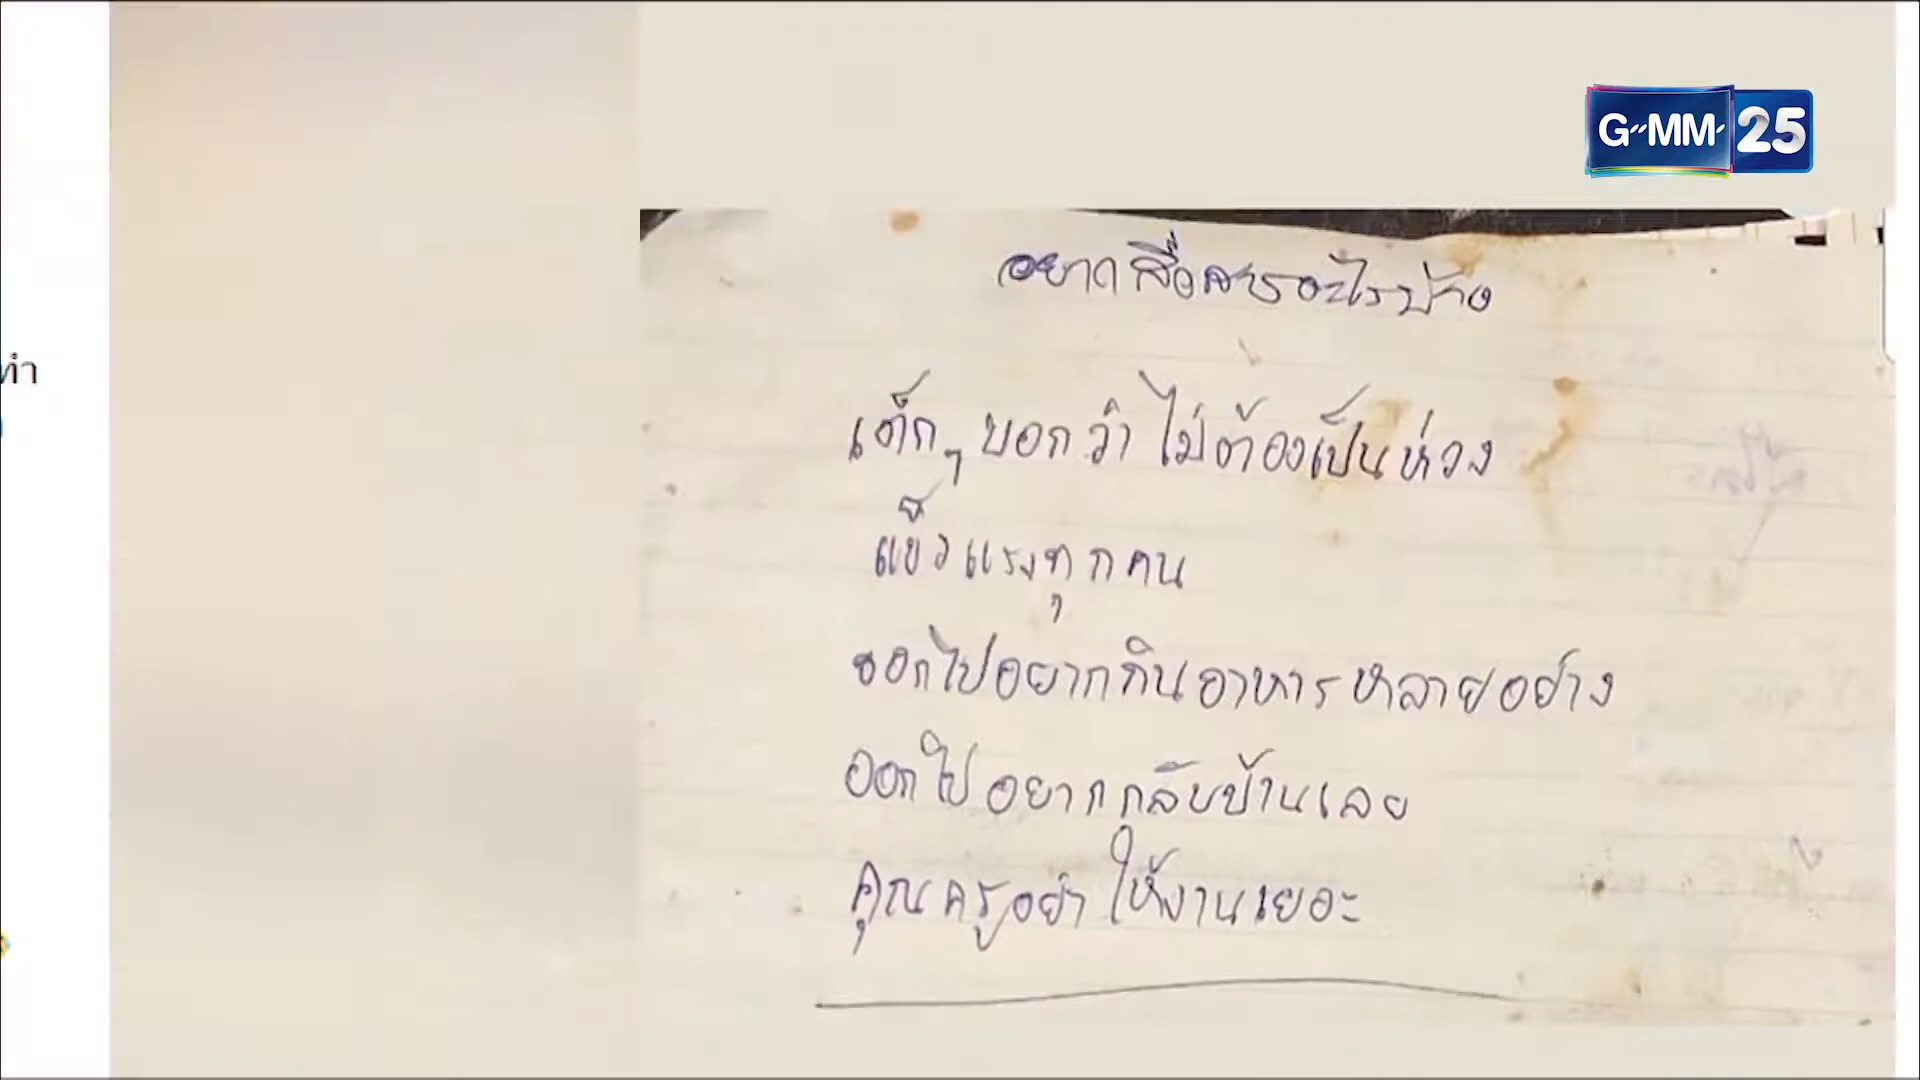 GMM 25
อยากสื่อสารอะไรบ้าง
ทำ
เด็กๆ บอกว่า ไม่ต้องเป็นห่วง
แข็งแรงทุกคน
ออกไปอยากกินอาหารหลายอย่าง
ออกไปอยากกลับบ้านเลย
คุณครูอย่าให้งานเยอะ